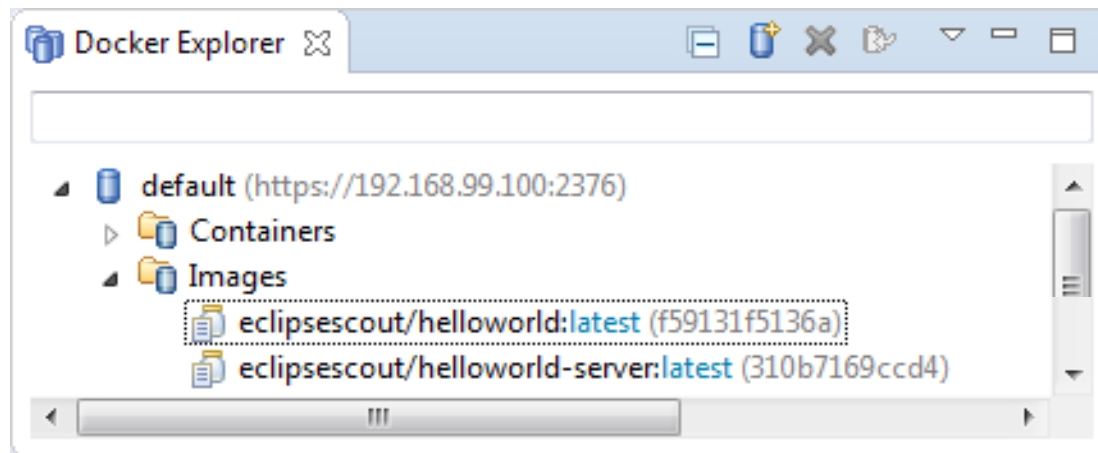 Docker Explorer
default (https://192.168.99.100:2376)
Containers
Images
eclipsescout/helloworld:latest (f59131f5136a)
eclipsescout/helloworld-server:latest (310b7169ccd4)